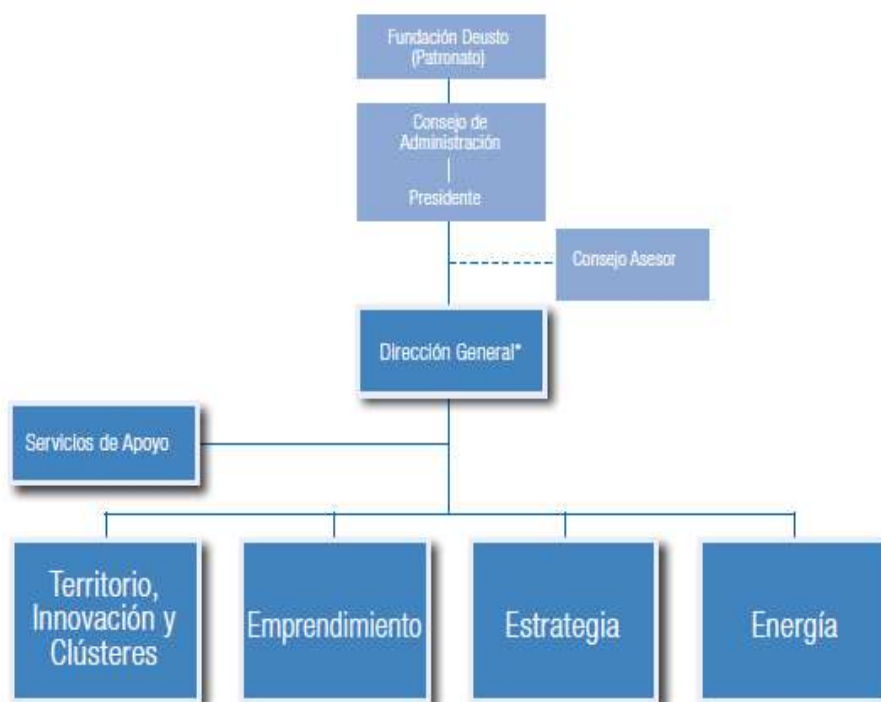 Fundación Deusto
(Patronato)
Consejo de
Administración
Presidente
Consejo Asesor
Dirección General*
Servicios de Apoyo
Territorio,
Innovación y
Clústeres
Emprendimiento
Estrategia
Energía